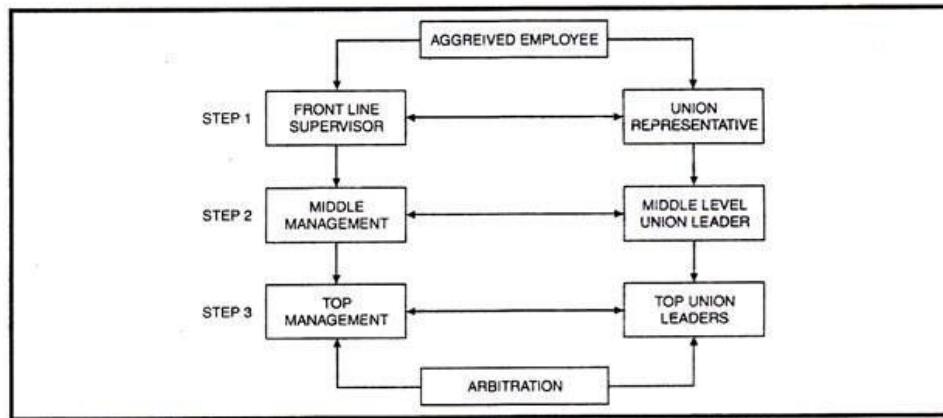 AGGREIVED EMPLOYEE
STEP 1
FRONT LINE
SUPERVISOR
UNION
REPRESENTATIVE
STEP 2
MIDDLE
MANAGEMENT
MIDDLE LEVEL
UNION LEADER
STEP 3
TOP
MANAGEMENT
TOP UNION
LEADERS
ARBITRATION